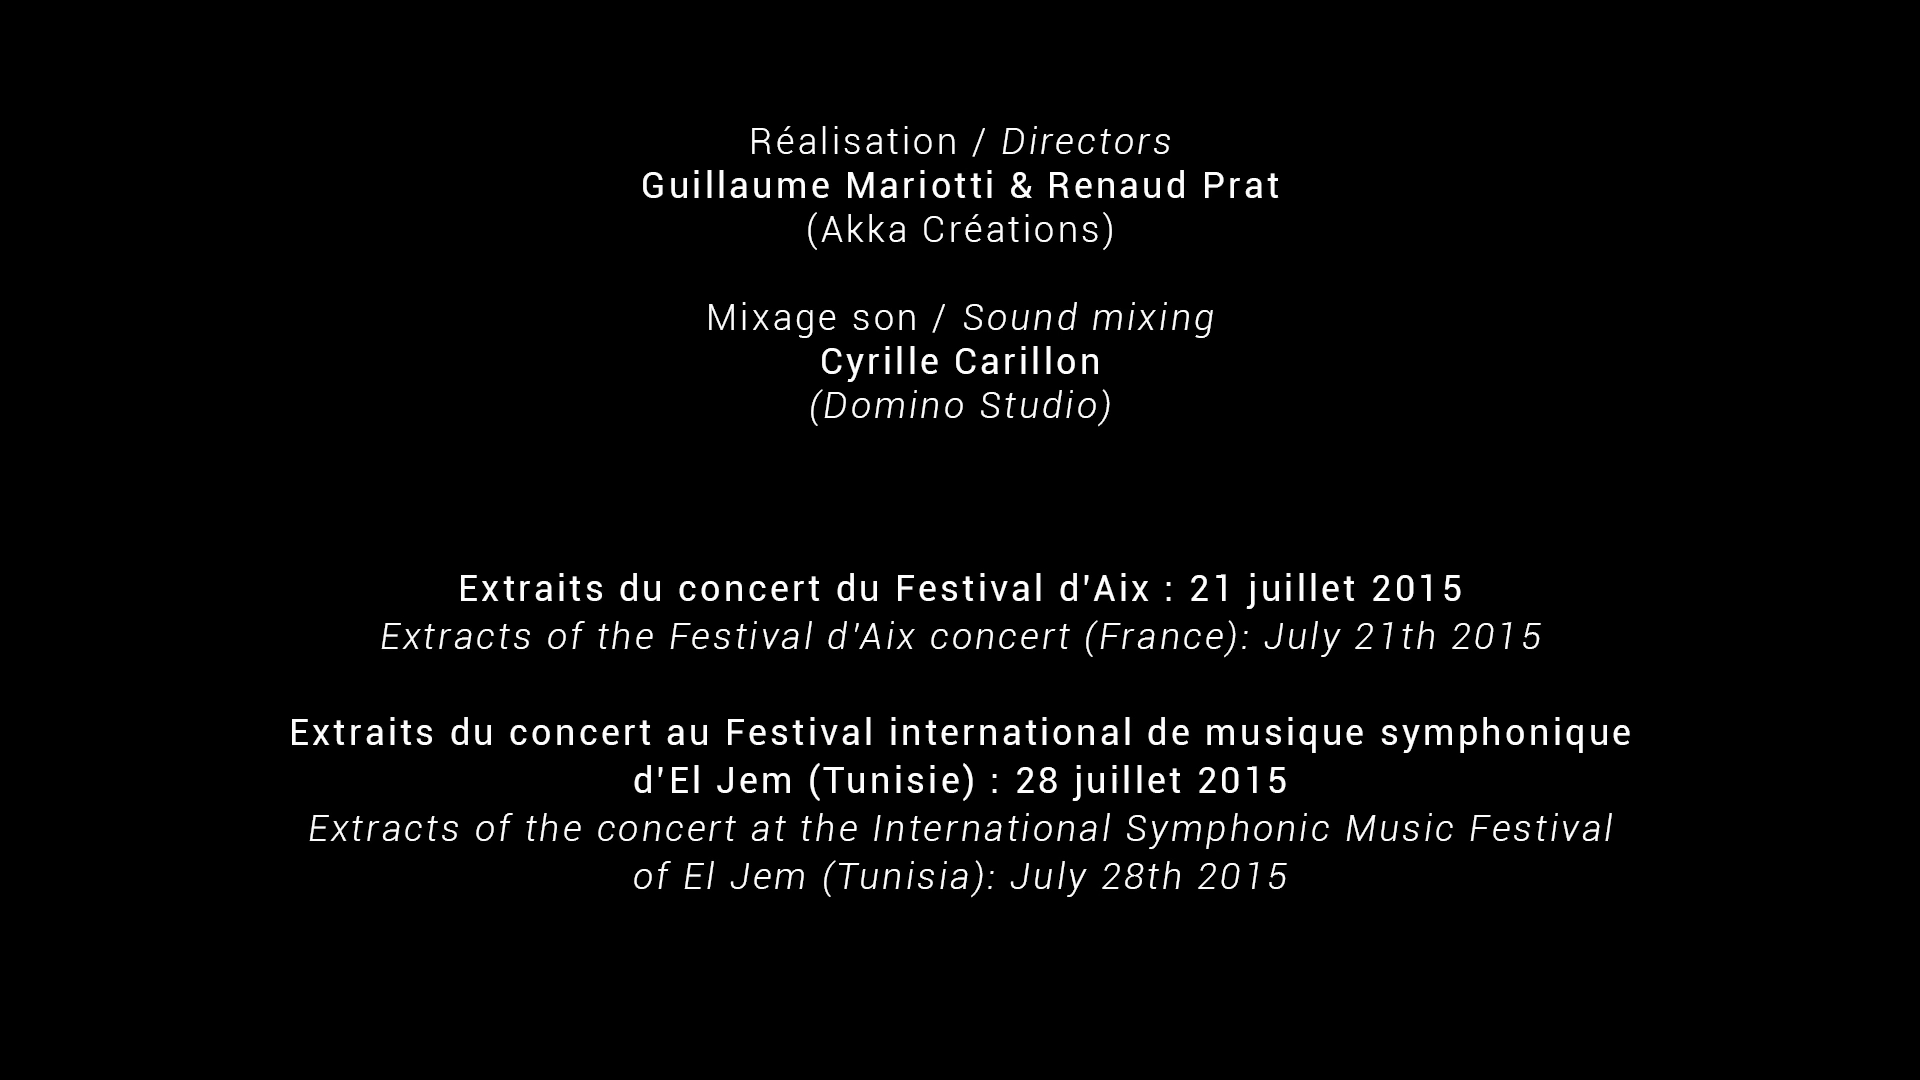 Réalisation / Directors
Guillaume Mariotti & Renaud Prat
(Akka Créations)
Mixage son / Sound mixing
Cyrille Carillon
(Domino Studio)
Extraits du concert du Festival d'Aix : 21 juillet 2015
Extracts of the Festival d'Aix concert (France): July 21th 2015
Extraits du concert au Festival international de musique symphonique
d'El Jem (Tunisie) : 28 juillet 2015
Extracts of the concert at the International Symphonic Music Festival
of El Jem (Tunisia): July 28th 2015